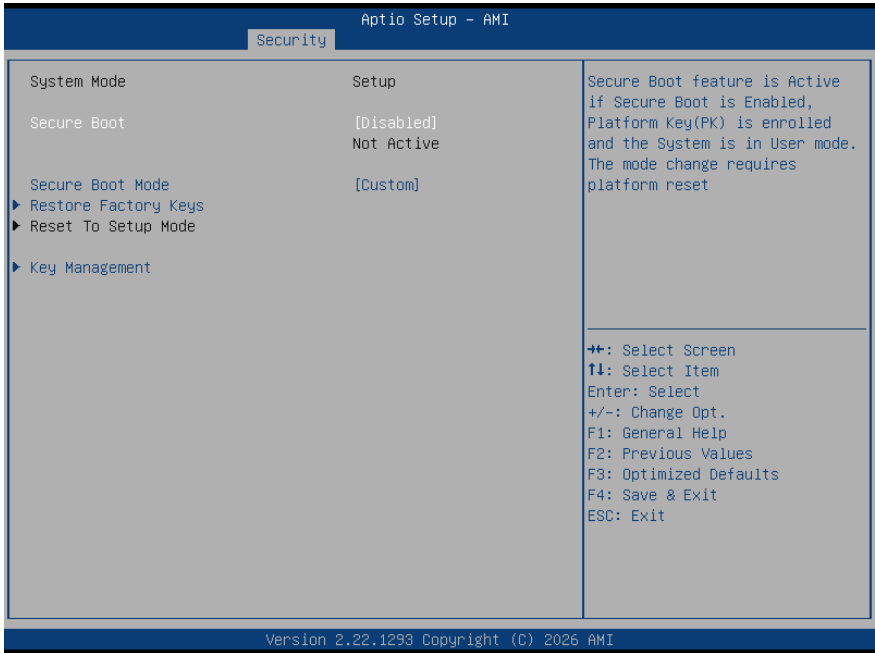 Aptio Setup – AMI
Security
System Mode Setup
Secure Boot [Disabled]
Not Active
Secure Boot Mode [Custom]
Restore Factory Keys
Reset To Setup Mode
Key Management
Secure Boot feature is Active
if Secure Boot is Enabled,
Platform Key(PK) is enrolled
and the System is in User mode.
The mode change requires
platform reset
→←: Select Screen
↑↓: Select Item
Enter: Select
+/-: Change Opt.
F1: General Help
F2: Previous Values
F3: Optimized Defaults
F4: Save & Exit
ESC: Exit
Version 2.22.1293 Copyright (C) 2026 AMI